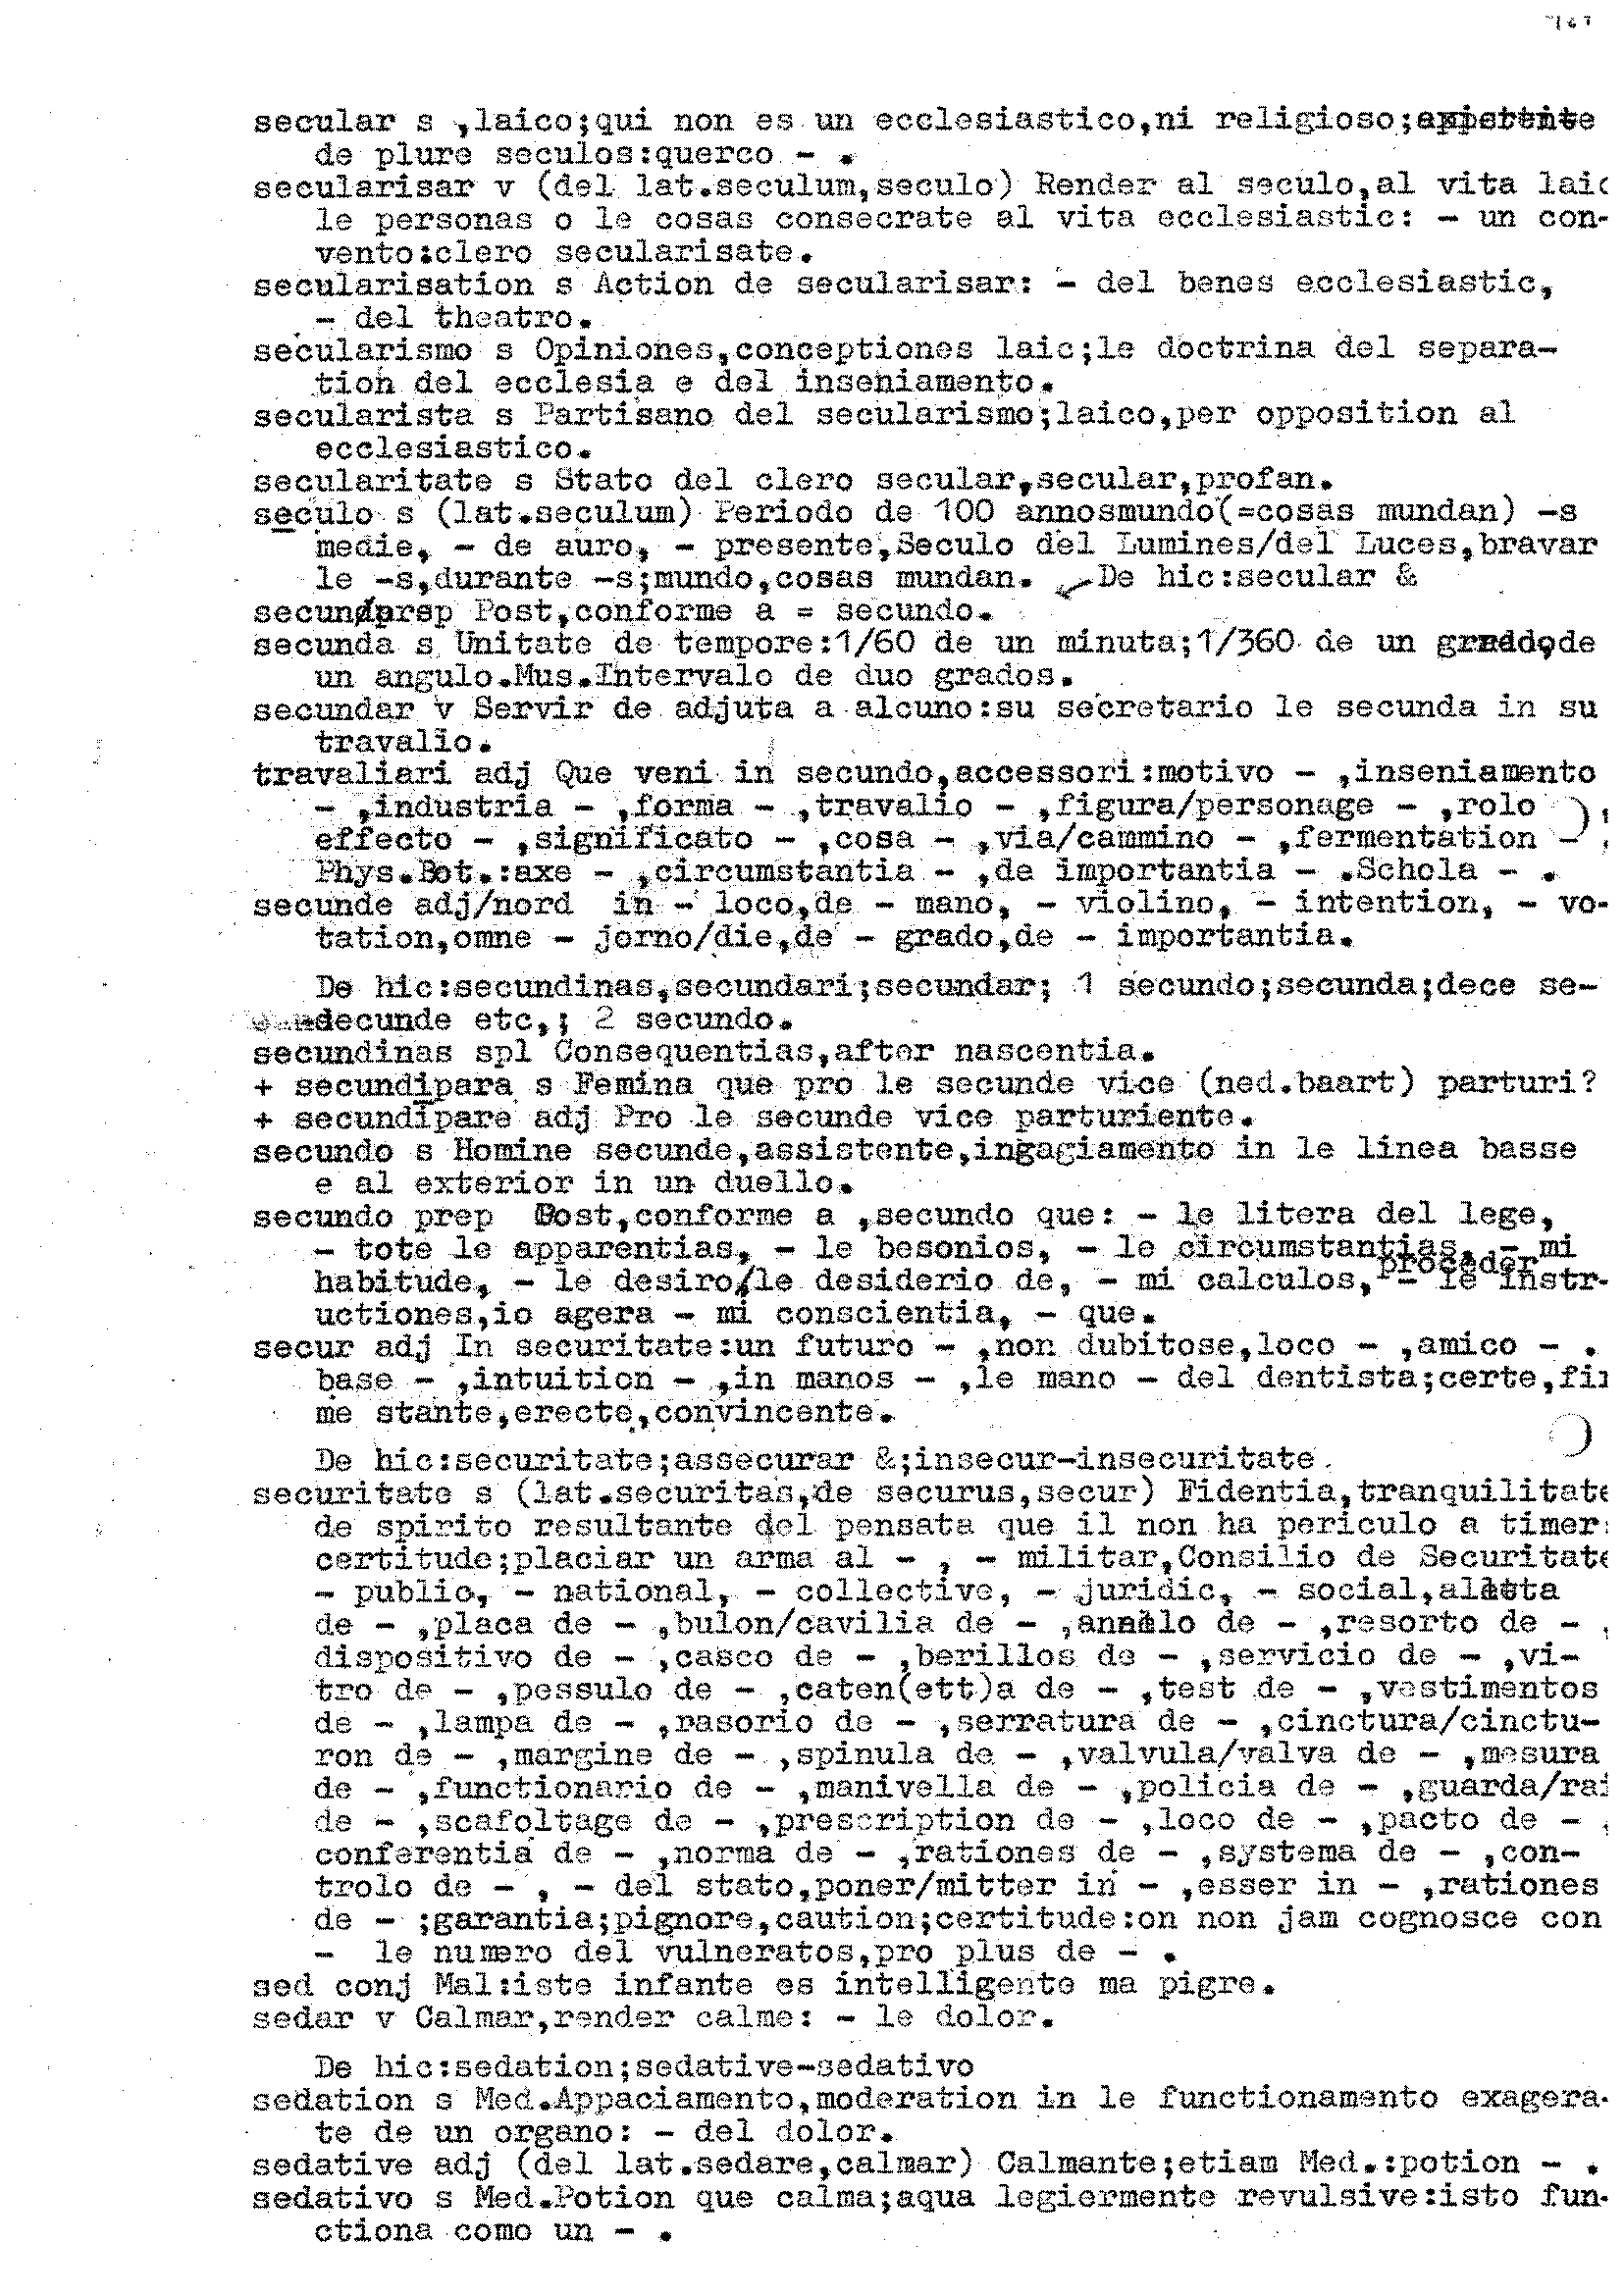 secular s ,laico;qui non es un ecclesiastico,ni religioso;
de plure seculos:querco - .
secularisar v (del lat.seculum,seculo) Render al seculo,al vita laic
le personas o le cosas consecrate al vita ecclesiastic: - un con-
vento:clero secularisate.
secularisation s Action de secularisar: - del benes ecclesiastic,
- del theatro.
secularismo s Opiniones,conceptiones laic;le doctrina del separa-
tion del ecclesia e del inseniamento.
secularista s Partisano del secularismo;laico,per opposition al
ecclesiastico.
secularitate s Stato del clero secular,secular,profan.
seculo s (lat.seculum) Periodo de 100 annosmundo(=cosas mundan) -s
medie, - de auro, - presente,Seculo del Lumines/del Luces,bravar
le -s,durante -s;mundo,cosas mundan. De hic:secular &
secund/prep Post,conforme a = secundo.
secunda s Unitate de tempore:1/60 de un minuta;1/360 de un grado,de
un angulo.Mus.Intervalo de duo grados.
secundar v Servir de adjuta a alcuno:su secretario le secunda in su
travalio.
travaliari adj Que veni in secundo,accessori:motivo - ,inseniamento
- ,industria - ,forma - ,travalio - ,figura/personage - ,rolo ,
effecto - ,significato - ,cosa - ,via/cammino - ,fermentation - ,
Phys.Bot.:axe - ,circumstantia - ,de importantia - .Schola - .
secunde adj/nord in - loco,de - mano, - violino, - intention, - vo-
tation,omne - jorno/die,de - grado,de - importantia.
De hic:secundinas,secundari;secundar; 1 secundo;secunda;dece se-
decunde etc,; 2 secundo.
secundinas spl Consequentias,after nascentia.
+ secundipara s Femina que pro le secunde vice (ned.baart) parturi?
+ secundipare adj Pro le secunde vice parturiente.
secundo s Homine secunde,assistente,ingagiamento in le linea basse
e al exterior in un duello.
secundo prep Post,conforme a ,secundo que: - le litera del lege,
- tote le apparentias, - le besonios, - le circumstantias, - mi
proceder
habitude, - le desiro/le desiderio de, - mi calculos, - le instr-
uctiones,io agera - mi conscientia, - que.
secur adj In securitate:un futuro - ,non dubitose,loco - ,amico - .
base - ,intuition - ,in manos - ,le mano - del dentista;certe,fir
me stante,erecte,convincente.
De hic:securitate;assecurar &;insecur-insecuritate.
securitate s (lat.securitas,de securus,secur) Fidentia,tranquilitate
de spirito resultante del pensata que il non ha periculo a timer:
certitude;placiar un arma al - , - militar,Consilio de Securitate
- public, - national, - collective, - juridic, - social,
de - ,placa de - ,bulon/cavilia de - ,anello de - ,resorto de - ,
dispositivo de - ,casco de - ,berillos de - ,servicio de - ,vi-
tro de - ,pessulo de - ,caten(ett)a de - ,test de - ,vestimentos
de - ,lampa de - ,rasorio de - ,serratura de - ,cinctura/cinctu-
ron de - ,margine de - ,spinula de - ,valvula/valva de - ,mesura
de - ,functionario de - ,manivella de - ,policia de - ,guarda/rai
de - ,scafoltage de - ,prescription de - ,loco de - ,pacto de - ,
conferentia de - ,norma de - ,rationes de - ,systema de - ,con-
trolo de - , - del stato,poner/mitter in - ,esser in - ,rationes
de - ;garantia;pignore,caution;certitude:on non jam cognosce con
- le numero del vulneratos,pro plus de - .
sed conj Mal:iste infante es intelligente ma pigre.
sedar v Calmar,render calme: - le dolor.
De hic:sedation;sedative-sedativo
sedation s Med.Appaciamento,moderation in le functionamento exagera-
te de un organo: - del dolor.
sedative adj (del lat.sedare,calmar) Calmante;etiam Med.:potion - .
sedativo s Med.Potion que calma;aqua legiermente revulsive:isto fun-
ctiona como un - .